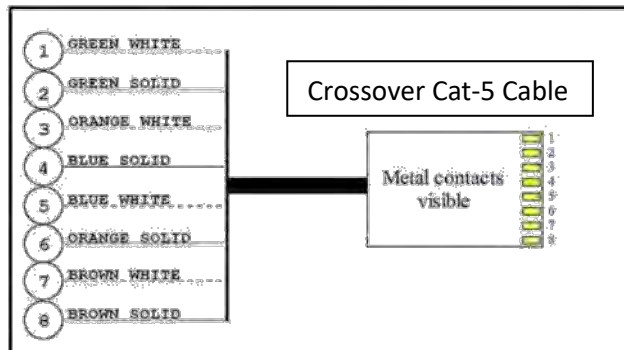 1 GREEN WHITE
2 GREEN SOLID
3 ORANGE WHITE
4 BLUE SOLID
5 BLUE WHITE
6 ORANGE SOLID
7 BROWN WHITE
8 BROWN SOLID
Crossover Cat-5 Cable
Metal contacts
visible
1
2
3
4
5
6
7
8